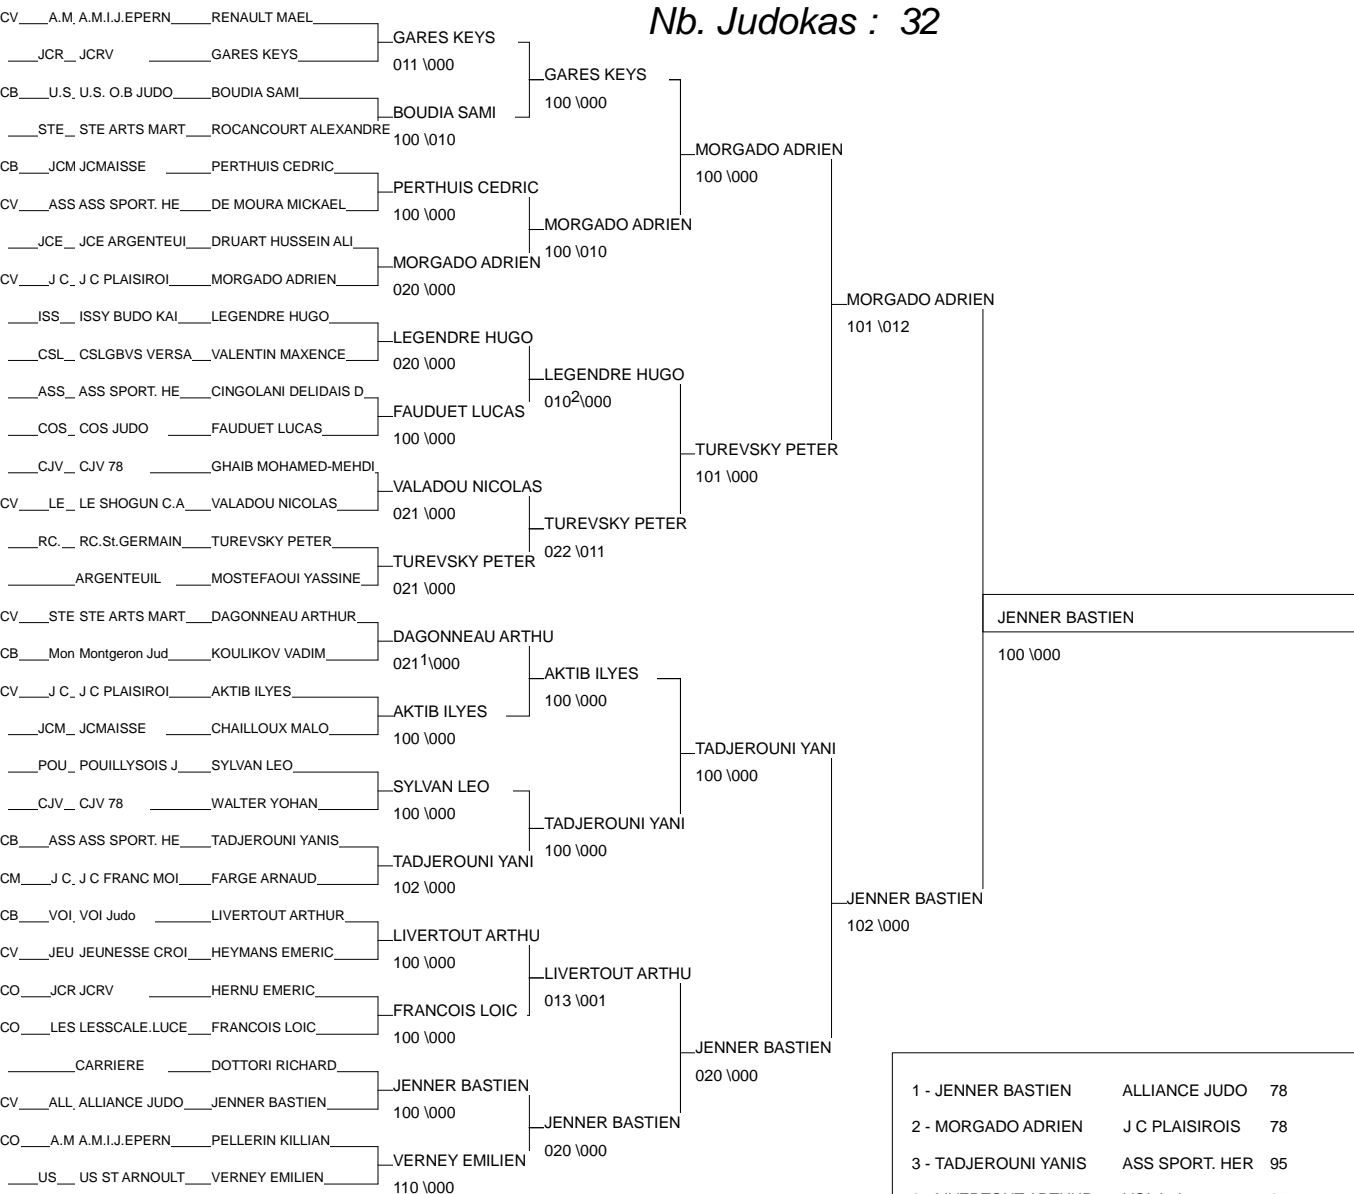 Nb. Judokas : 32
CV A.M A.M.I.J.EPERN RENAULT MAEL
JCR JCRV GARES KEYS
CB U.S. U.S. O.B JUDO BOUDIA SAMI
STE STE ARTS MART ROCANCOURT ALEXANDRE
CB JCM JCMAISSE PERTHUIS CEDRIC
CV ASS ASS SPORT. HE DE MOURA MICKAEL
JCE JCE ARGENTEUI DRUART HUSSEIN ALI
CV J C J C PLAISIROI MORGADO ADRIEN
ISS ISSY BUDO KAI LEGENDRE HUGO
CSL CSLGBVS VERSA VALENTIN MAXENCE
ASS ASS SPORT. HE CINGOLANI DELIDAIS D
COS COS JUDO FAUDUET LUCAS
CJV CJV 78 GHAIB MOHAMED-MEHDI
CV LE LE SHOGUN C.A VALADOU NICOLAS
RC. RC.St.GERMAIN TUREVSKY PETER
ARGENTEUIL MOSTEFAOUI YASSINE
CV STE STE ARTS MART DAGONNEAU ARTHUR
CB Mon Montgeron Jud KOULIKOV VADIM
CV J C J C PLAISIROI AKTIB ILYES
JCM JCMAISSE CHAILLOUX MALO
POU POUILLYSOIS J SYLVAN LEO
CJV CJV 78 WALTER YOHAN
CB ASS ASS SPORT. HE TADJEROUNI YANIS
CM J C J C FRANC MOI FARGE ARNAUD
CB VOI VOI Judo LIVERTOUT ARTHUR
CV JEU JEUNESSE CROI HEYMANS EMERIC
CO JCR JCRV HERNU EMERIC
CO LES LESSCALE.LUCE FRANCOIS LOIC
CARRIERE DOTTORI RICHARD
CV ALL ALLIANCE JUDO JENNER BASTIEN
CO A.M A.M.I.J.EPERN PELLERIN KILLIAN
US US ST ARNOULT VERNEY EMILIEN
GARES KEYS
011 \000
BOUDIA SAMI
100 \010
PERTHUIS CEDRIC
100 \000
MORGADO ADRIEN
020 \000
LEGENDRE HUGO
020 \000
FAUDUET LUCAS
100 \000
VALADOU NICOLAS
021 \000
TUREVSKY PETER
021 \000
DAGONNEAU ARTHU
021 1\000
AKTIB ILYES
100 \000
SYLVAN LEO
100 \000
TADJEROUNI YANI
102 \000
LIVERTOUT ARTHU
100 \000
FRANCOIS LOIC
100 \000
JENNER BASTIEN
100 \000
VERNEY EMILIEN
110 \000
GARES KEYS
100 \000
MORGADO ADRIEN
100 \010
LEGENDRE HUGO
010 2\000
TUREVSKY PETER
022 \011
AKTIB ILYES
100 \000
TADJEROUNI YANI
100 \000
LIVERTOUT ARTHU
013 \001
JENNER BASTIEN
020 \000
MORGADO ADRIEN
100 \000
TUREVSKY PETER
101 \000
TADJEROUNI YANI
100 \000
JENNER BASTIEN
020 \000
MORGADO ADRIEN
101 \012
JENNER BASTIEN
102 \000
JENNER BASTIEN
100 \000
1 - JENNER BASTIEN ALLIANCE JUDO 78
2 - MORGADO ADRIEN J C PLAISIROIS 78
3 - TADJEROUNI YANIS ASS SPORT. HER 95